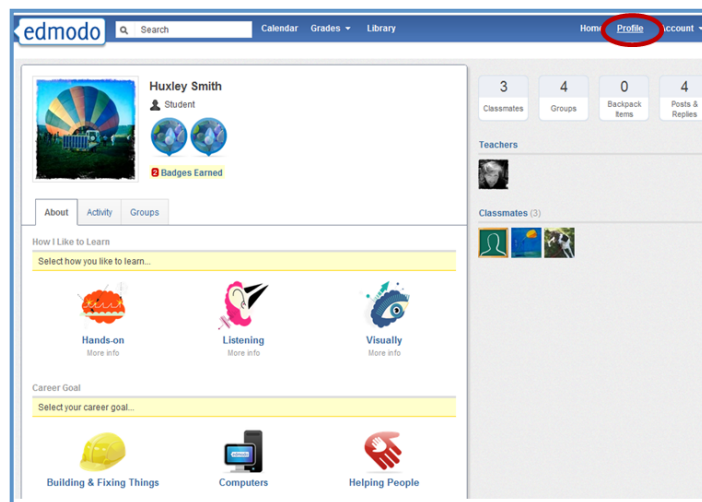 edmodo Search Calendar Grades Library Home Profile Account
Huxley Smith
Student
2 Badges Earned
3 Classmates
4 Groups
0 Backpack Items
4 Posts & Replies
Teachers
Classmates (3)
About Activity Groups
How I Like to Learn
Select how you like to learn...
Hands-on Listening Visually
More info More info More info
Career Goal
Select your career goal...
edmodo
Building & Fixing Things Computers Helping People